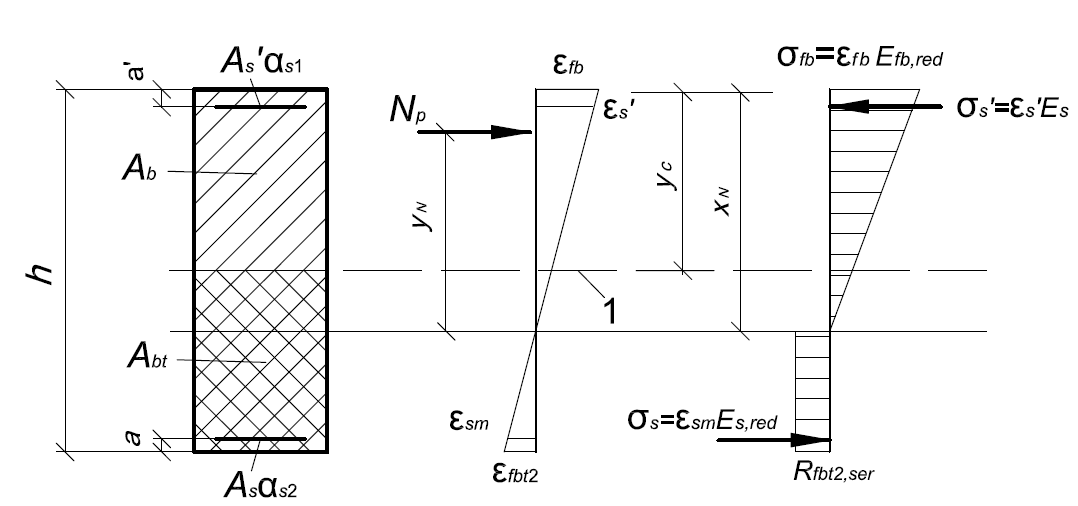 As'αs1
a'
Ab
h
Abt
a
Asαs2
εfb
εs'
Np
yN
1
εsm
εfbt2
yc
xN
σfb=εfb Efb,red
σs'=εs'Es
σs=εsmEs,red
Rfbt2,ser